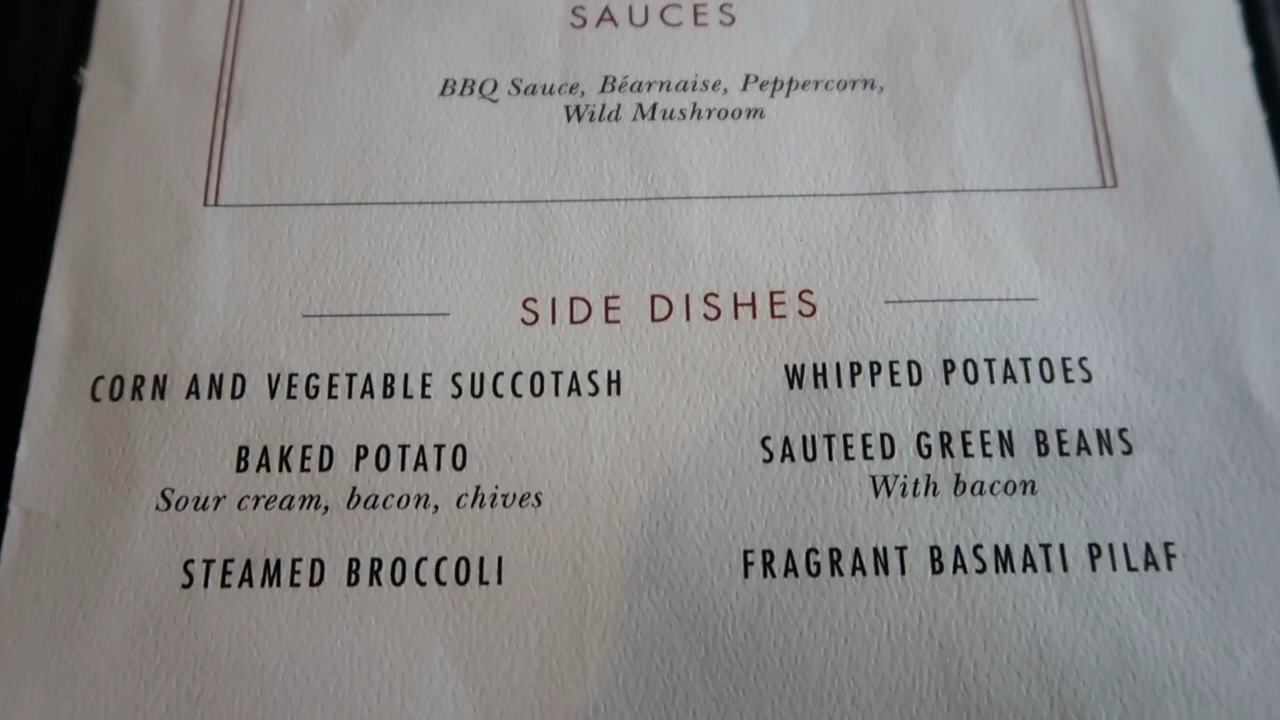 SAUCES
BBQ Sauce, Béarnaise, Peppercorn,
Wild Mushroom
SIDE DISHES
CORN AND VEGETABLE SUCCOTASH
BAKED POTATO
Sour cream, bacon, chives
STEAMED BROCCOLI
WHIPPED POTATOES
SAUTEED GREEN BEANS
With bacon
FRAGRANT BASMATI PILAF